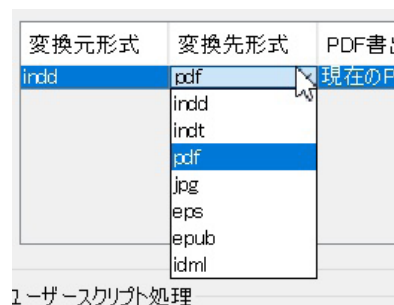 変換元形式 変換先形式 PDF書
indd pdf 現在のP
indd
indt
pdf
jpg
eps
epub
idml
ユーザースクリプト処理